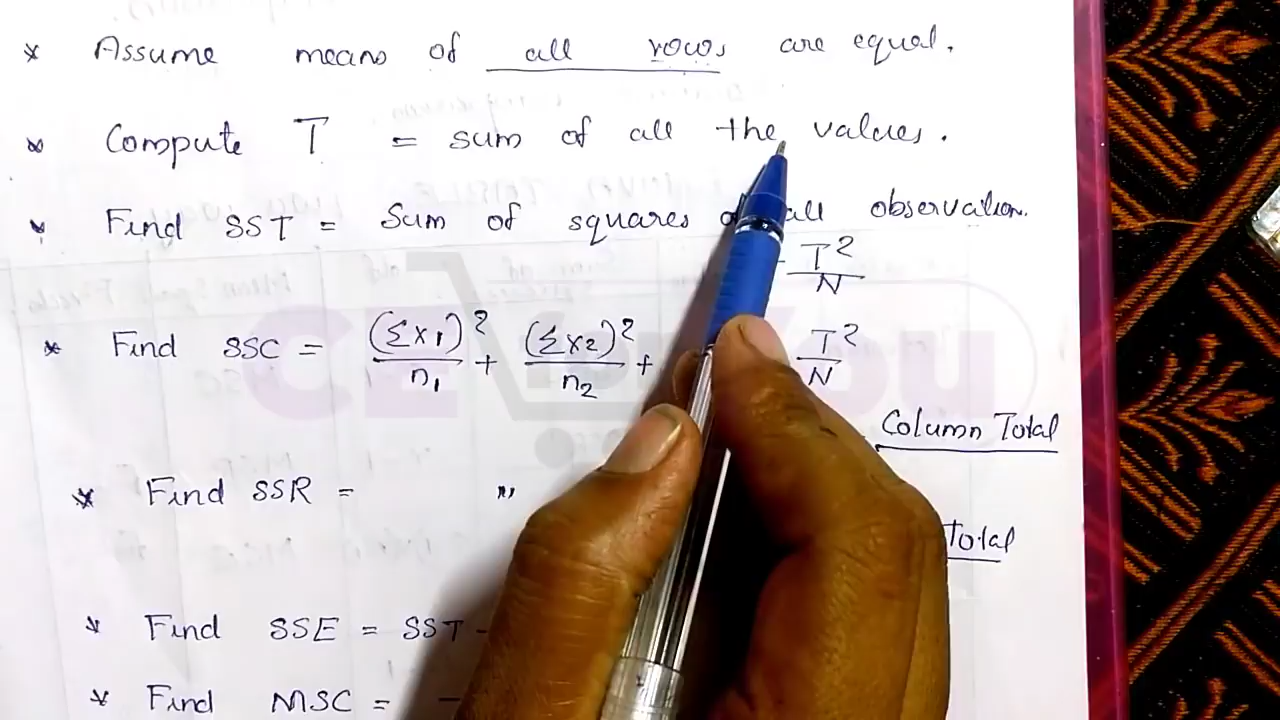 * Assume means of all rows are equal.
* Compute T = sum of all the values.
* Find SST = Sum of squares all observation.
- T²/N
* Find SSC = (Σx1)²/n1 + (Σx2)²/n2 + T²/N
Column Total
* Find SSR = "
Total
* Find SSE = SST -
* Find MSC =